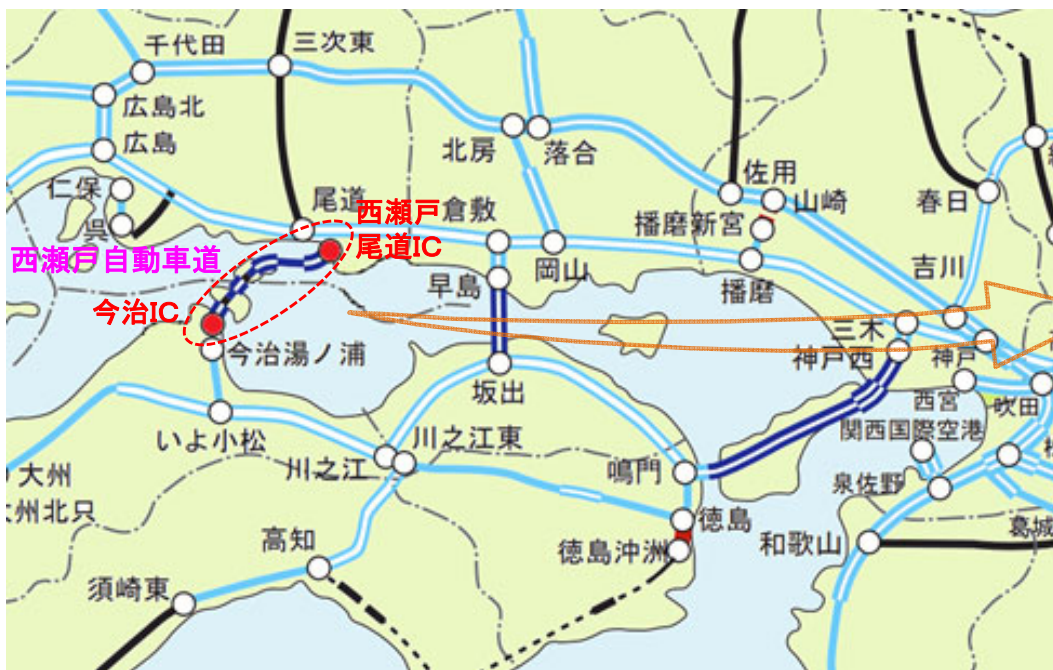 千代田
三次東
広島北
広島
北房
落合
佐用
山崎
春日
仁保
呉
尾道
西瀬戸
尾道IC
倉敷
播磨新宮
西瀬戸自動車道
早島
岡山
播磨
吉川
今治IC
今治湯ノ浦
三木
神戸西
神戸
坂出
西宮
吹田
いよ小松
川之江東
関西国際空港
川之江
鳴門
泉佐野
大州
大州北只
徳島
葛城
高知
徳島沖洲
和歌山
須崎東